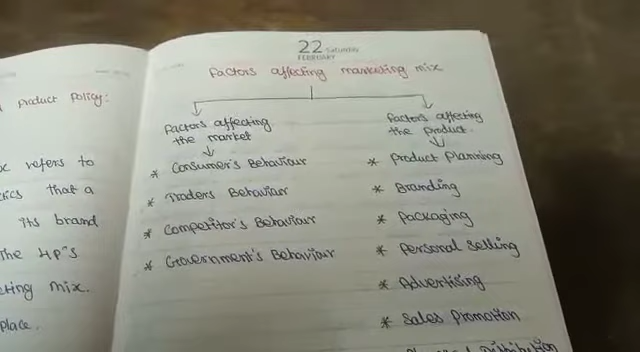 Product Policy:
refers to
that a
its brand
The 4P's
mix.
place.
22 Saturday
FEBRUARY
Factors affecting marketing mix
Factors affecting
the market
* Consumer's Behaviour
* Traders Behaviour
* Competitor's Behaviour
* Government's Behaviour
Factors affecting
the product.
* Product Planning
* Branding
* Packaging
* Personal Selling
* Advertising
* Sales Promotion
Distribution